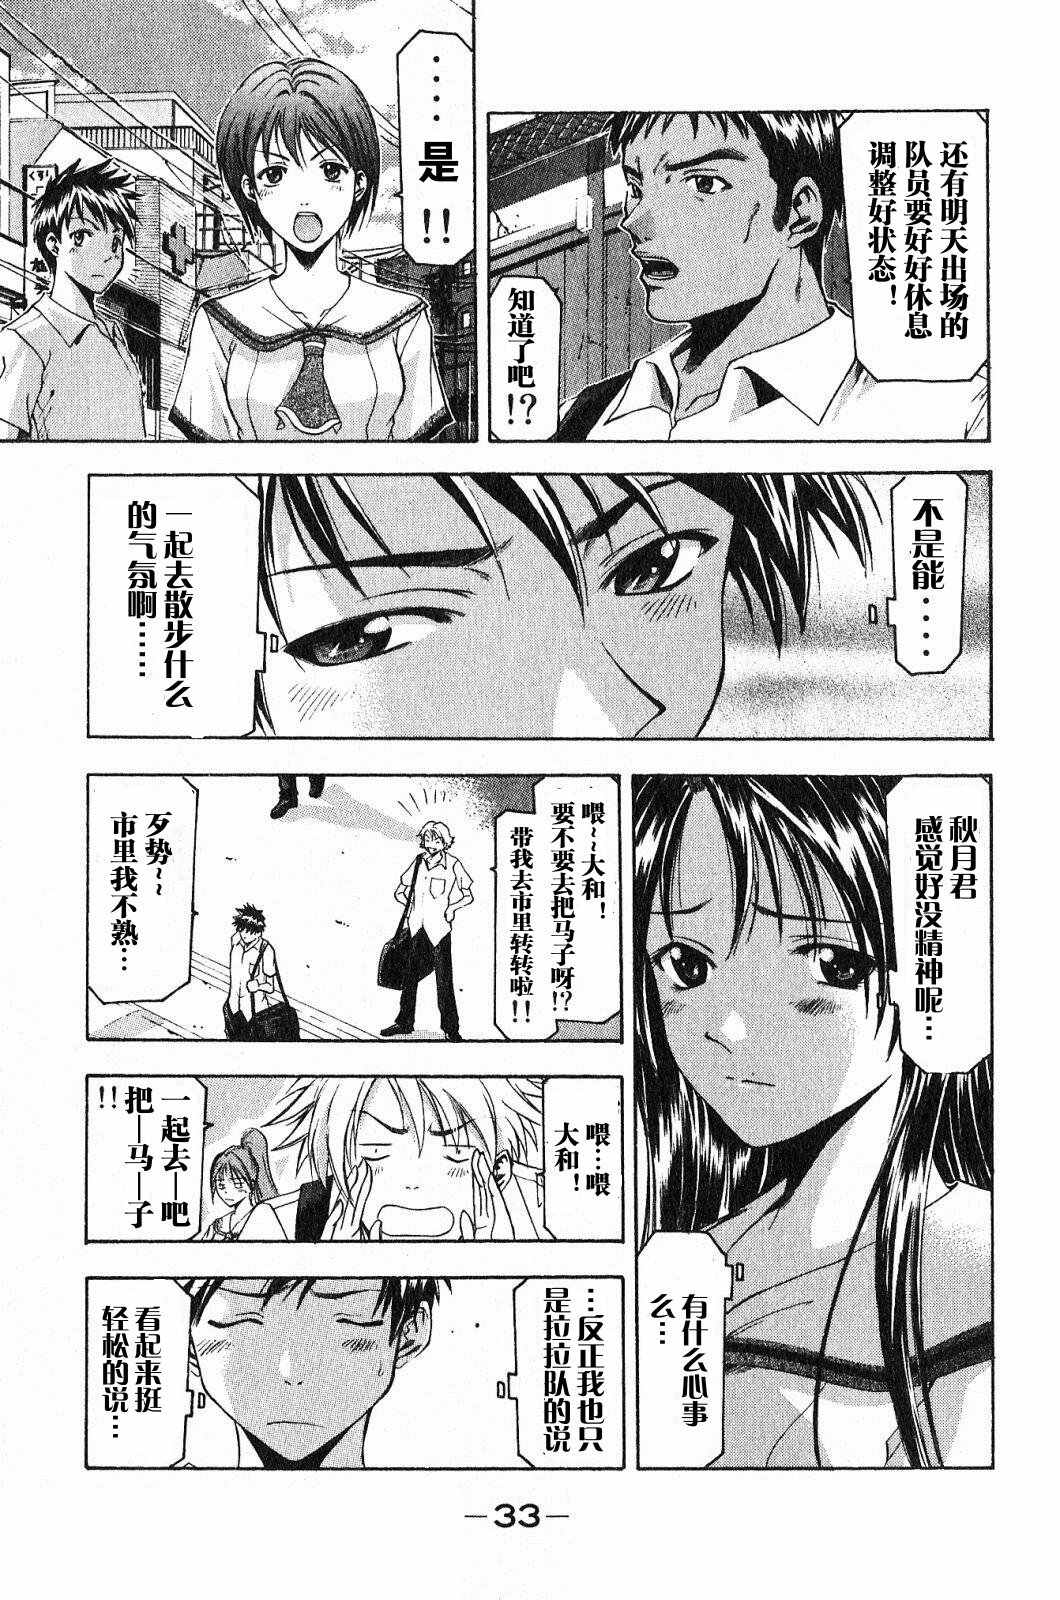 还有明天出场的
队员要好好休息
调整好状态!
知道了吧!?
....是!!
不是能....
一起去散步什么
的气氛啊……
秋月君
感觉好没精神呢…
有什么心事
么…
喂~大和!
要不要去把马子呀!?
带我去市里转转啦!!
歹势~~
市里我不熟…
喂…喂
大和!
一起去—吧
把—马—子
!!
…反正我也只
是拉拉队的说
看起来挺
轻松的说…
—33—